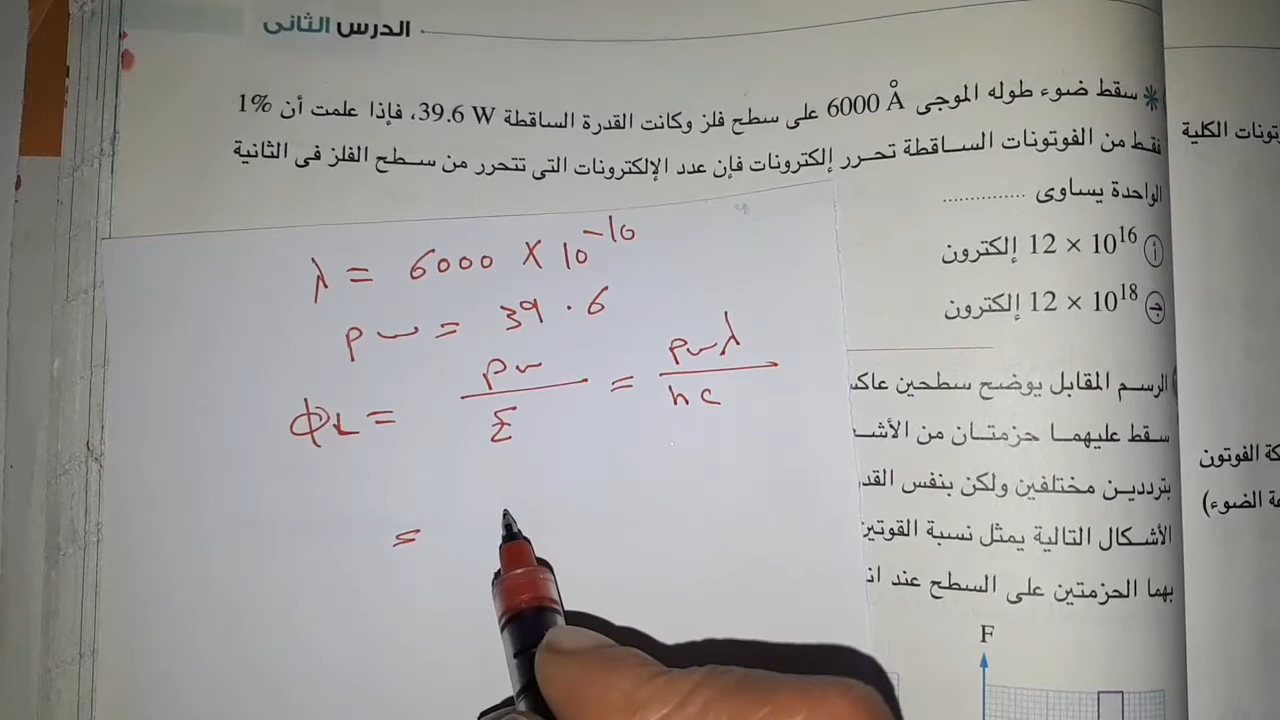 الدرس الثانى
* سقط ضوء طوله الموجى 6000 Å على سطح فلز وكانت القدرة الساقطة 39.6 W، فإذا علمت أن 1%
فقط من الفوتونات الساقطة تحرر إلكترونات فإن عدد الإلكترونات التى تتحرر من سطح الفلز فى الثانية
الواحدة يساوى ...............
أ 12 × 10¹⁶ إلكترون
ج 12 × 10¹⁸ إلكترون
λ = 6000 × 10⁻¹⁰
Pw = 39.6
ΦL = Pw / E = Pwλ / hc
=
الرسم المقابل يوضح سطحين عاك
سقط عليهما حزمتان من الأش
بترددين مختلفين ولكن بنفس القد
الأشكال التالية يمثل نسبة القوتين
بهما الحزمتين على السطح عند ان
F
الكلية
كة الفوتون
الضوء)